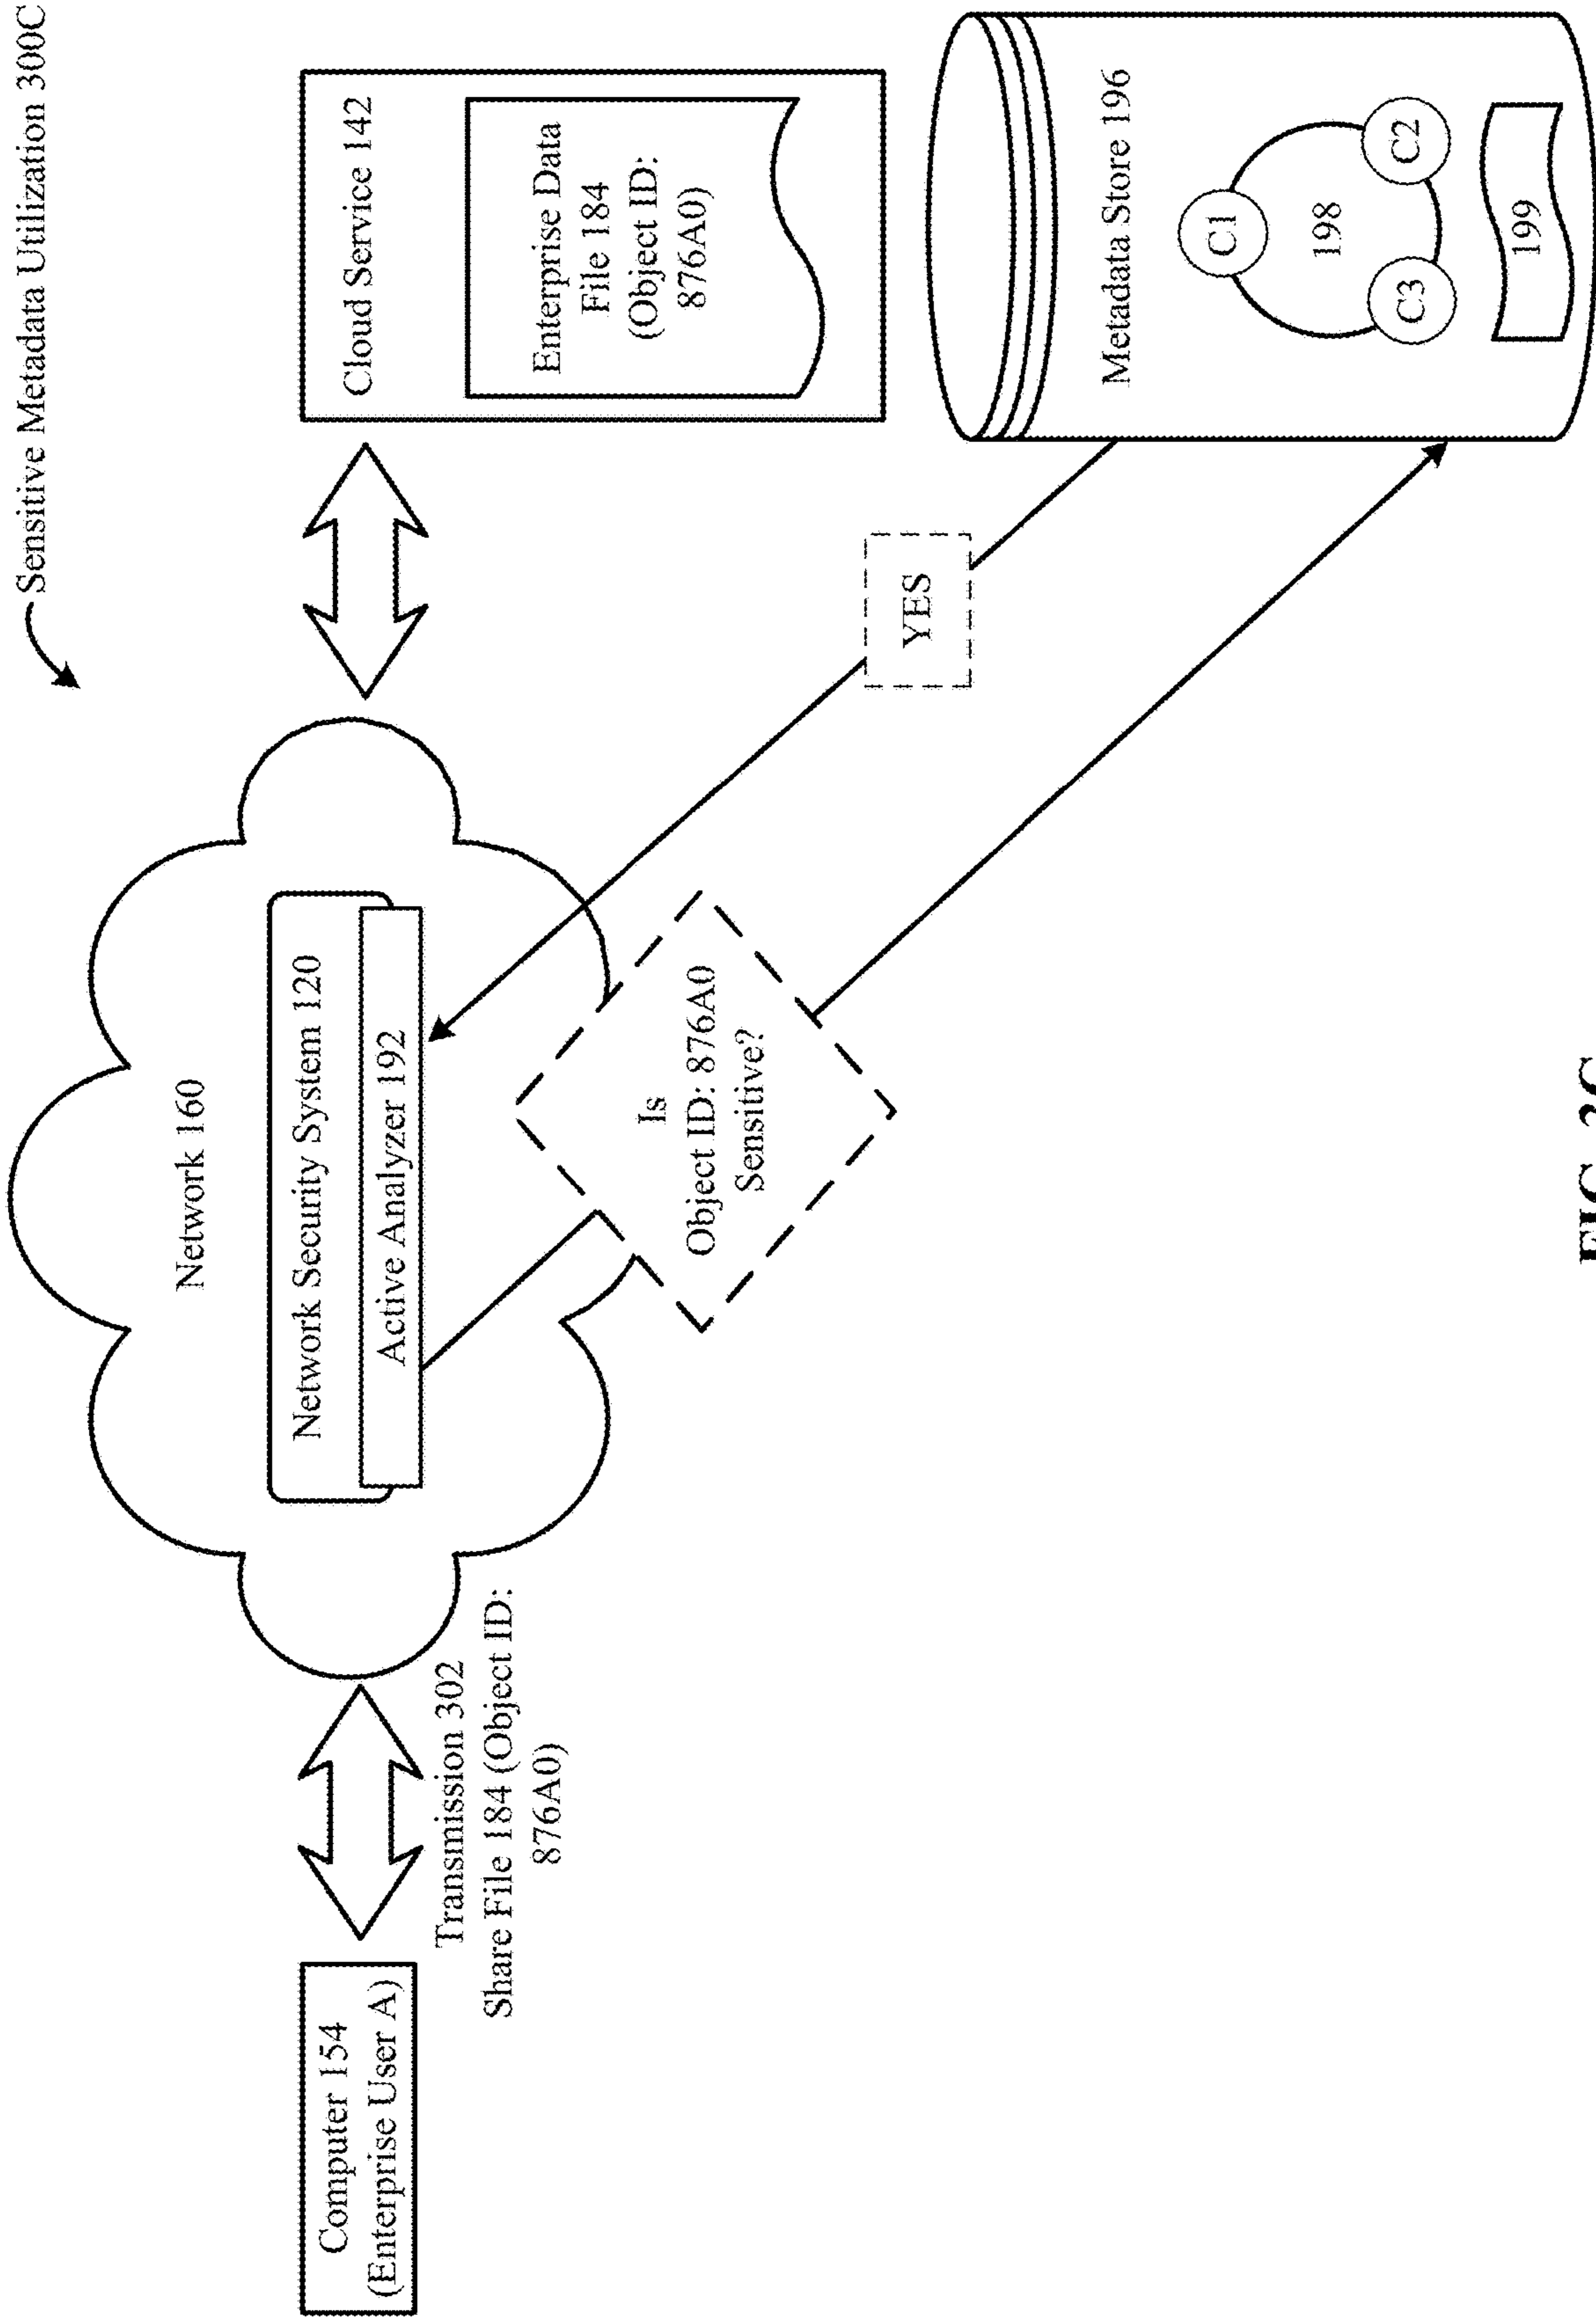 Sensitive Metadata Utilization 300C
Network 160
Network Security System 120
Active Analyzer 192
Computer 154
(Enterprise User A)
Transmission 302
Share File 184 (Object ID:
876A0)
Cloud Service 142
Enterprise Data
File 184
(Object ID:
876A0)
Is
Object ID: 876A0
Sensitive?
YES
Metadata Store 196
C1
198
C3
C2
199
FIG. 3C